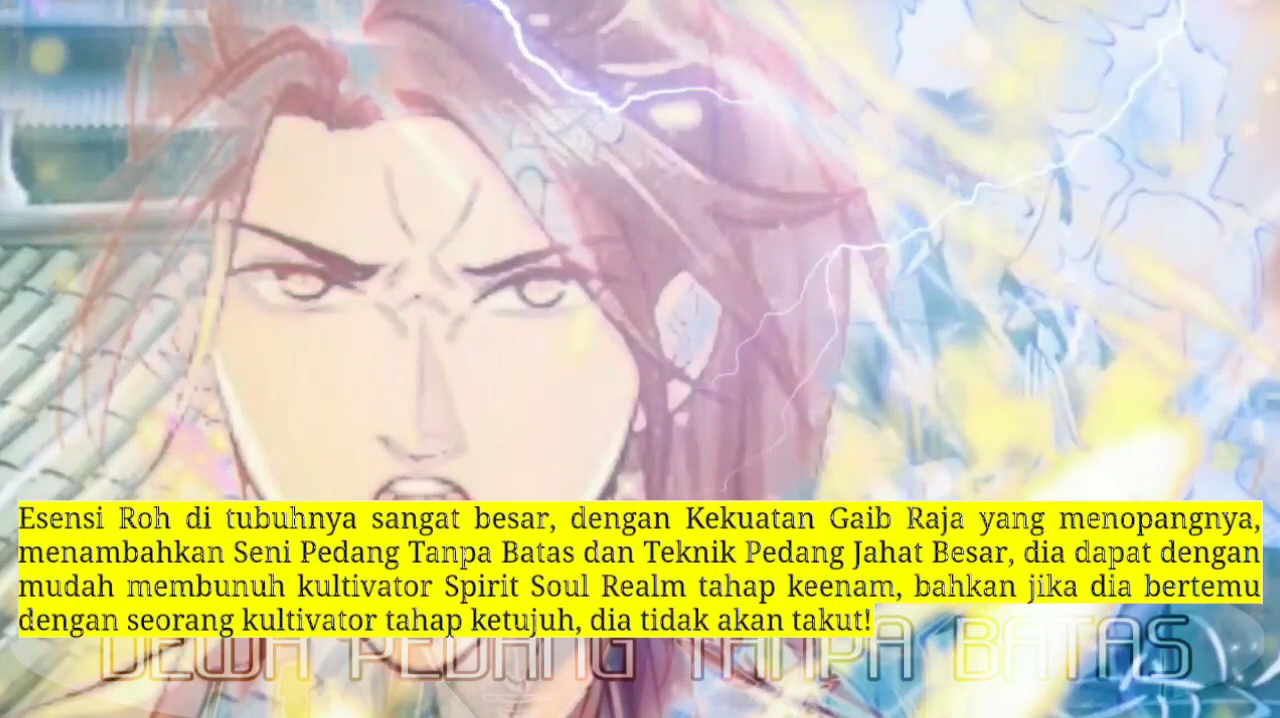 Esensi Roh di tubuhnya sangat besar, dengan Kekuatan Gaib Raja yang menopangnya,
menambahkan Seni Pedang Tanpa Batas dan Teknik Pedang Jahat Besar, dia dapat dengan
mudah membunuh kultivator Spirit Soul Realm tahap keenam, bahkan jika dia bertemu
dengan seorang kultivator tahap ketujuh, dia tidak akan takut!
DEWA PEDANG TANPA BATAS